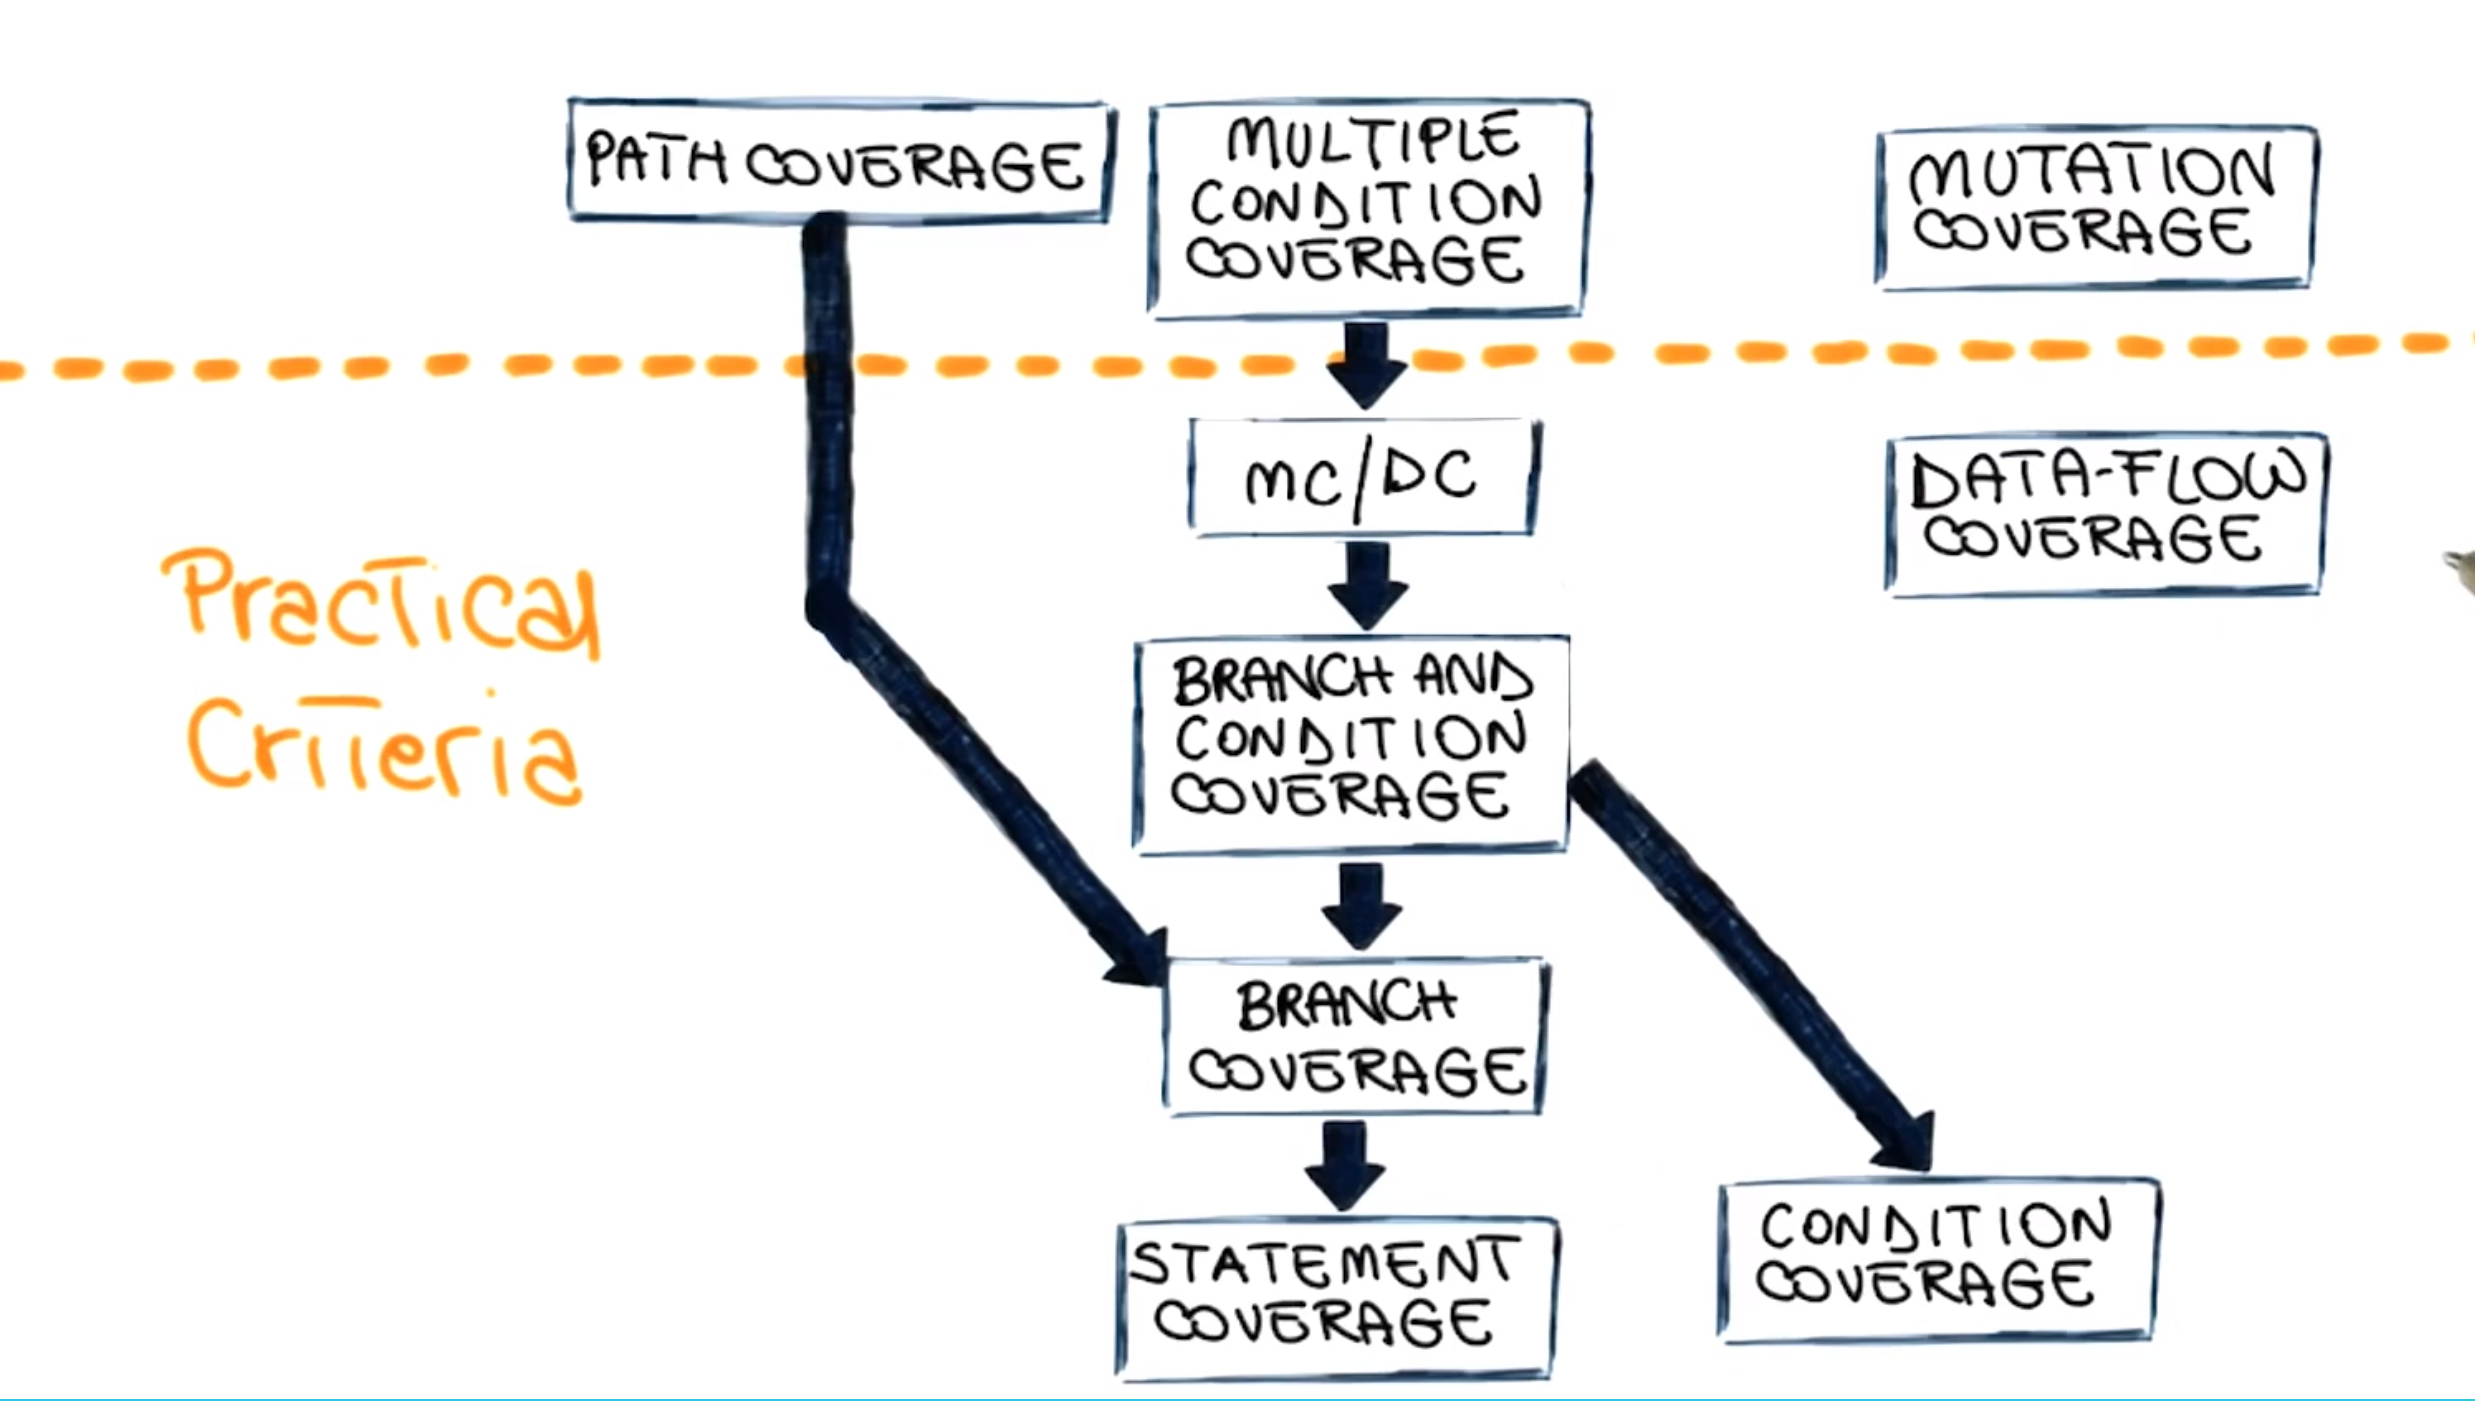 PATH COVERAGE
MULTIPLE
CONDITION
COVERAGE
MUTATION
COVERAGE
MC/DC
DATA-FLOW
COVERAGE
Practical
Criteria
BRANCH AND
CONDITION
COVERAGE
BRANCH
COVERAGE
STATEMENT
COVERAGE
CONDITION
COVERAGE